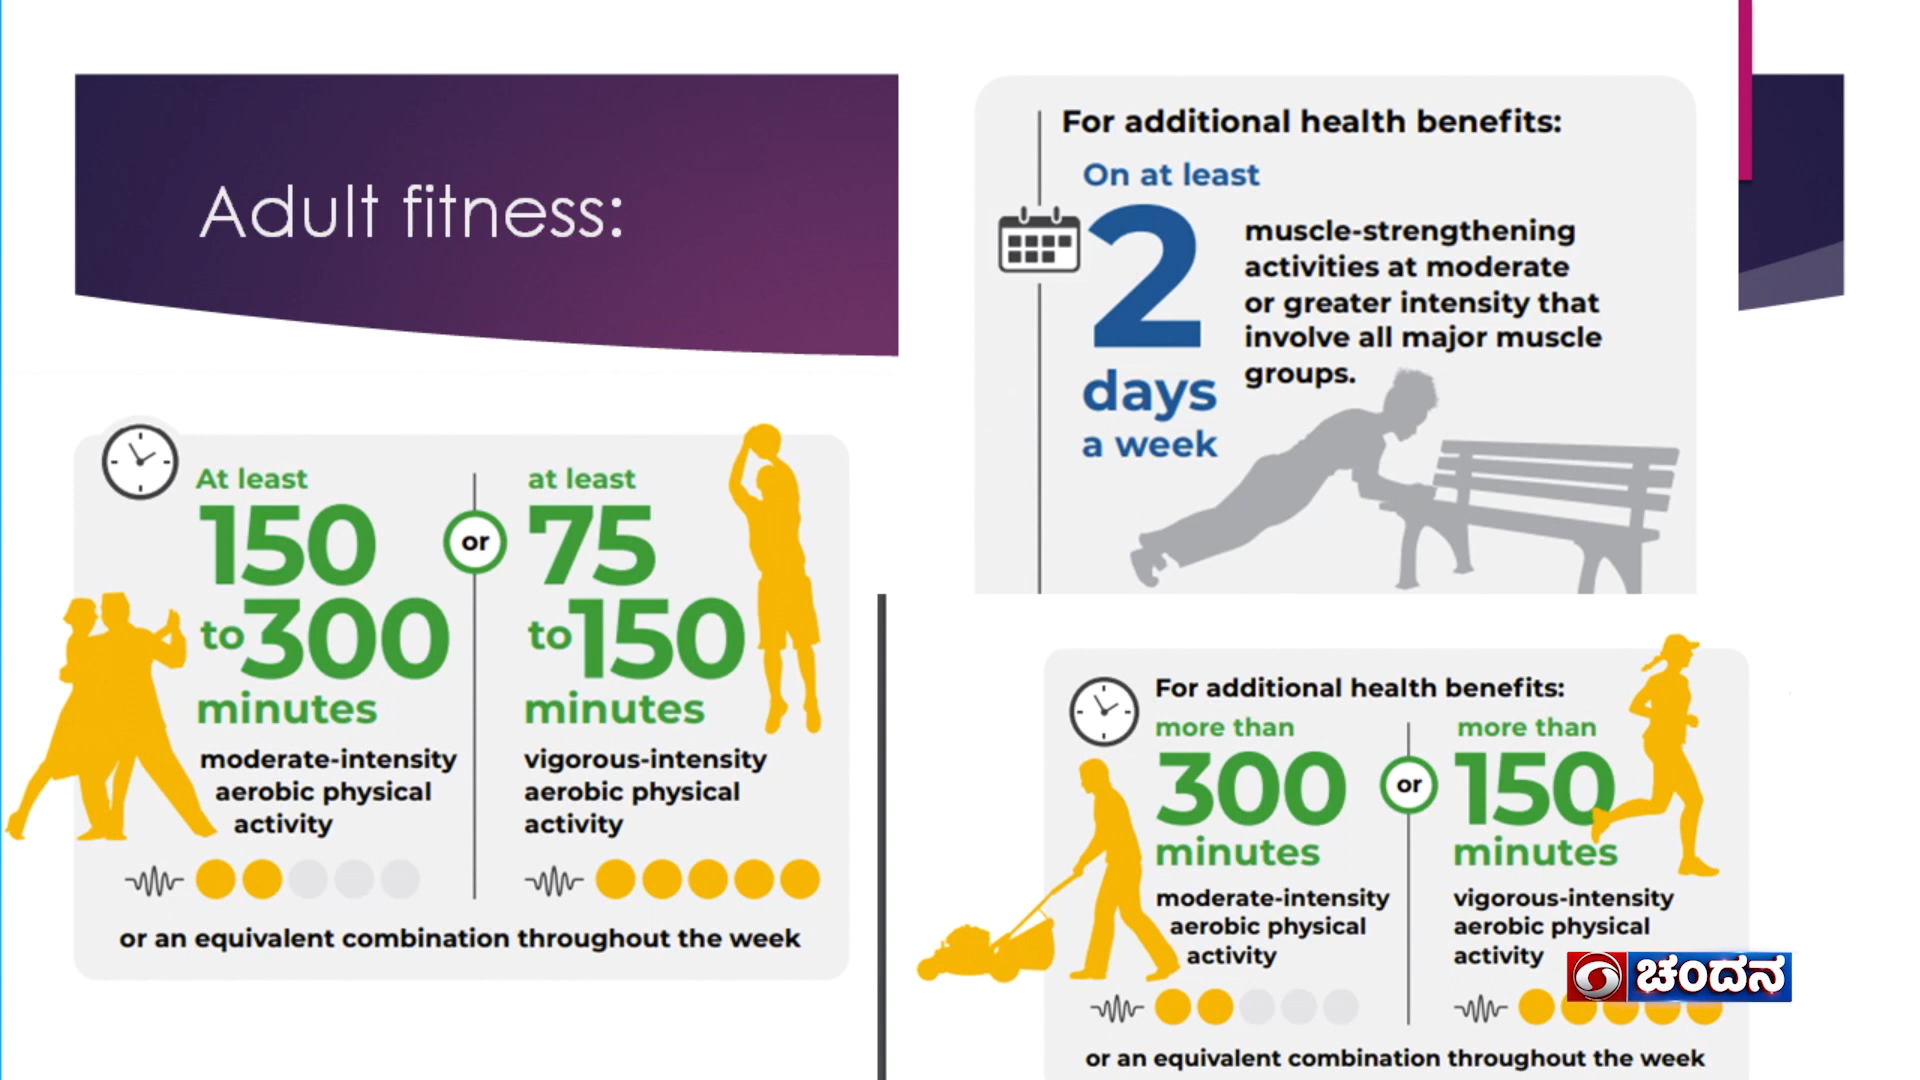 Adult fitness:
For additional health benefits:
On at least
2
days
a week
muscle-strengthening
activities at moderate
or greater intensity that
involve all major muscle
groups.
At least
150
to 300
minutes
moderate-intensity
aerobic physical
activity
or
at least
75
to 150
minutes
vigorous-intensity
aerobic physical
activity
or an equivalent combination throughout the week
For additional health benefits:
more than
300
minutes
moderate-intensity
aerobic physical
activity
or
more than
150
minutes
vigorous-intensity
aerobic physical
activity
or an equivalent combination throughout the week
ಚಂದನ